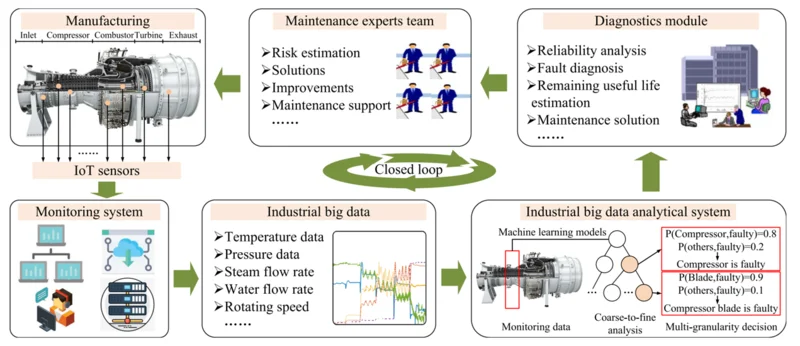 Manufacturing
Inlet Compressor Combustor Turbine Exhaust
……
IoT sensors
Maintenance experts team
➢Risk estimation
➢Solutions
➢Improvements
➢Maintenance support
……
Diagnostics module
➢Reliability analysis
➢Fault diagnosis
➢Remaining useful life
estimation
➢Maintenance solution
……
Closed loop
Monitoring system
Industrial big data
➢Temperature data
➢Pressure data
➢Steam flow rate
➢Water flow rate
➢Rotating speed
……
Industrial big data analytical system
Machine learning models
Monitoring data
...
...
Coarse-to-fine
analysis
P(Compressor,faulty)=0.8
P(others,faulty)=0.2
Compressor is faulty
P(Blade,faulty)=0.9
P(others,faulty)=0.1
Compressor blade is faulty
Multi-granularity decision